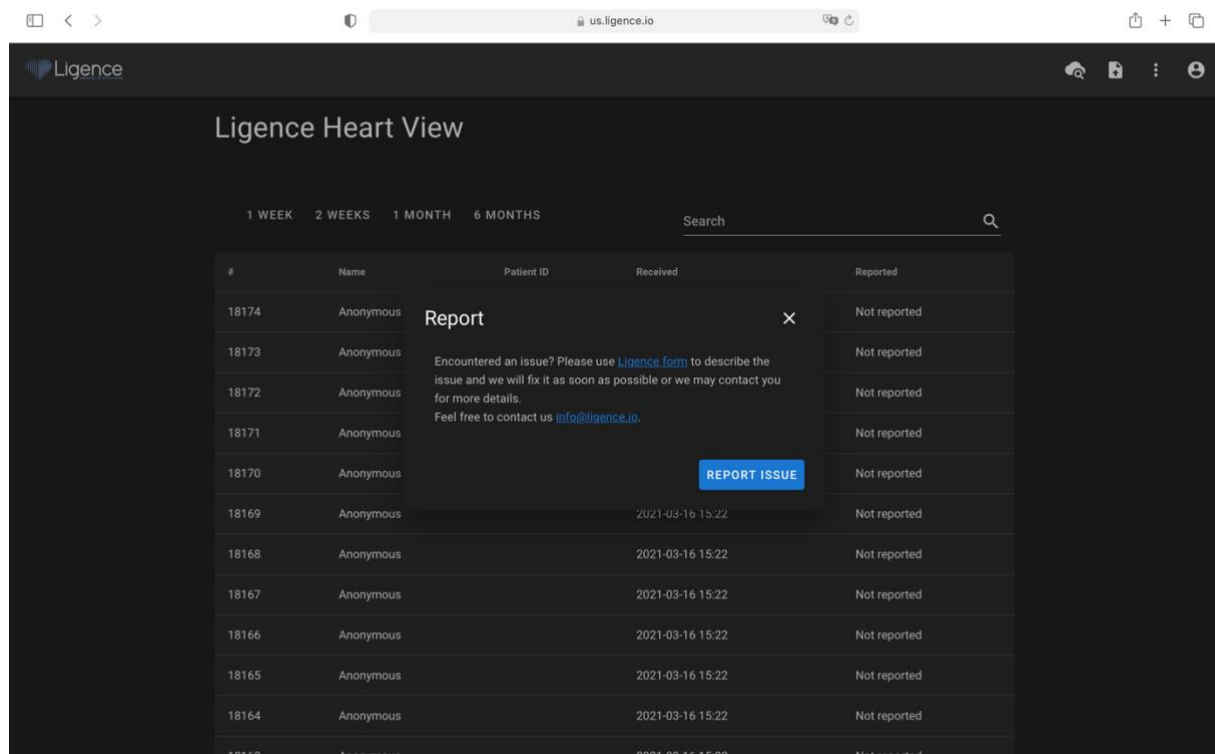 us.ligence.io
Ligence
Ligence Heart View
1 WEEK 2 WEEKS 1 MONTH 6 MONTHS Search
# Name Patient ID Received Reported
18174 Anonymous Not reported
18173 Anonymous Not reported
18172 Anonymous Not reported
18171 Anonymous Not reported
18170 Anonymous Not reported
Report
Encountered an issue? Please use Ligence form to describe the
issue and we will fix it as soon as possible or we may contact you
for more details.
Feel free to contact us info@ligence.io.
REPORT ISSUE
18169 Anonymous 2021-03-16 15:22 Not reported
18168 Anonymous 2021-03-16 15:22 Not reported
18167 Anonymous 2021-03-16 15:22 Not reported
18166 Anonymous 2021-03-16 15:22 Not reported
18165 Anonymous 2021-03-16 15:22 Not reported
18164 Anonymous 2021-03-16 15:22 Not reported